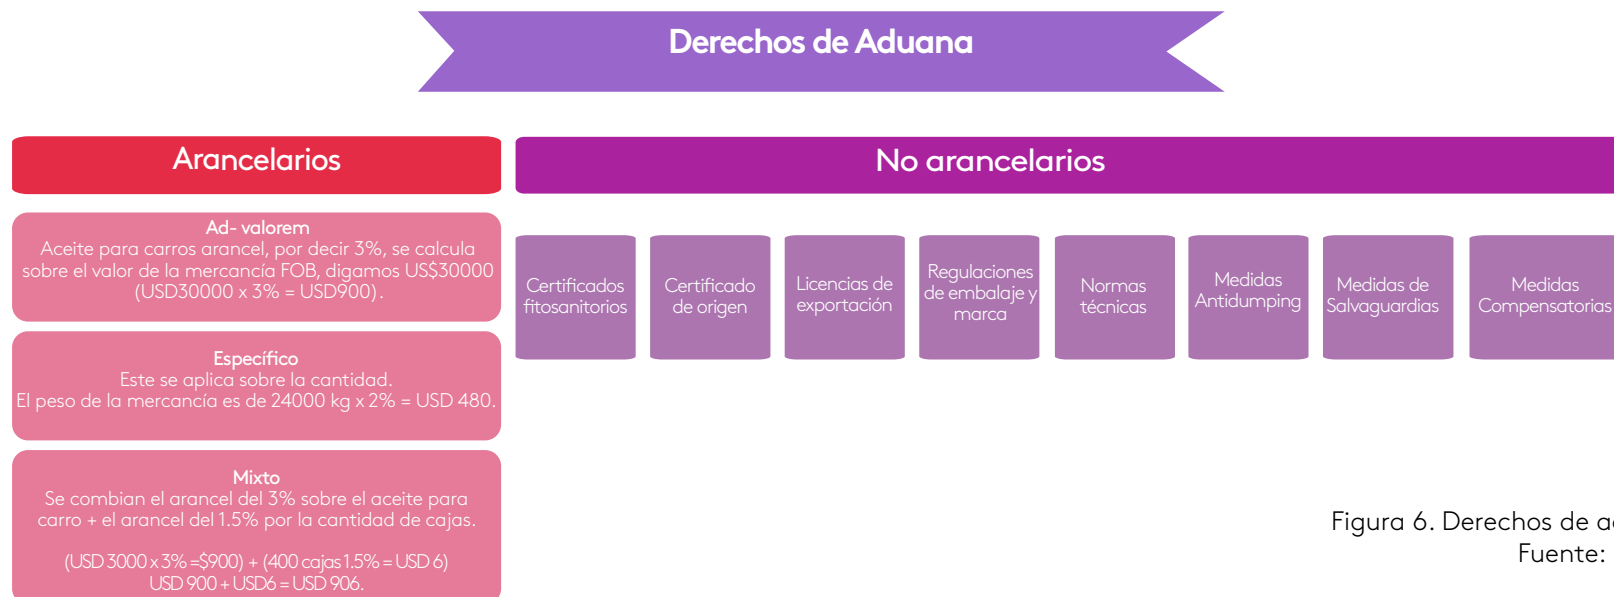 Derechos de Aduana
Arancelarios
No arancelarios
Ad- valorem
Aceite para carros arancel, por decir 3%, se calcula
sobre el valor de la mercancía FOB, digamos US$30000
(USD30000 x 3% = USD900).
Específico
Este se aplica sobre la cantidad.
El peso de la mercancía es de 24000 kg x 2% = USD 480.
Mixto
Se combian el arancel del 3% sobre el aceite para
carro + el arancel del 1.5% por la cantidad de cajas.
(USD 3000 x 3% =$900) + (400 cajas 1.5% = USD 6)
USD 900 + USD6 = USD 906.
Certificados
fitosanitorios
Certificado
de origen
Licencias de
exportación
Regulaciones
de embalaje y
marca
Normas
técnicas
Medidas
Antidumping
Medidas de
Salvaguardias
Medidas
Compensatorias
Figura 6. Derechos de
Fuente: